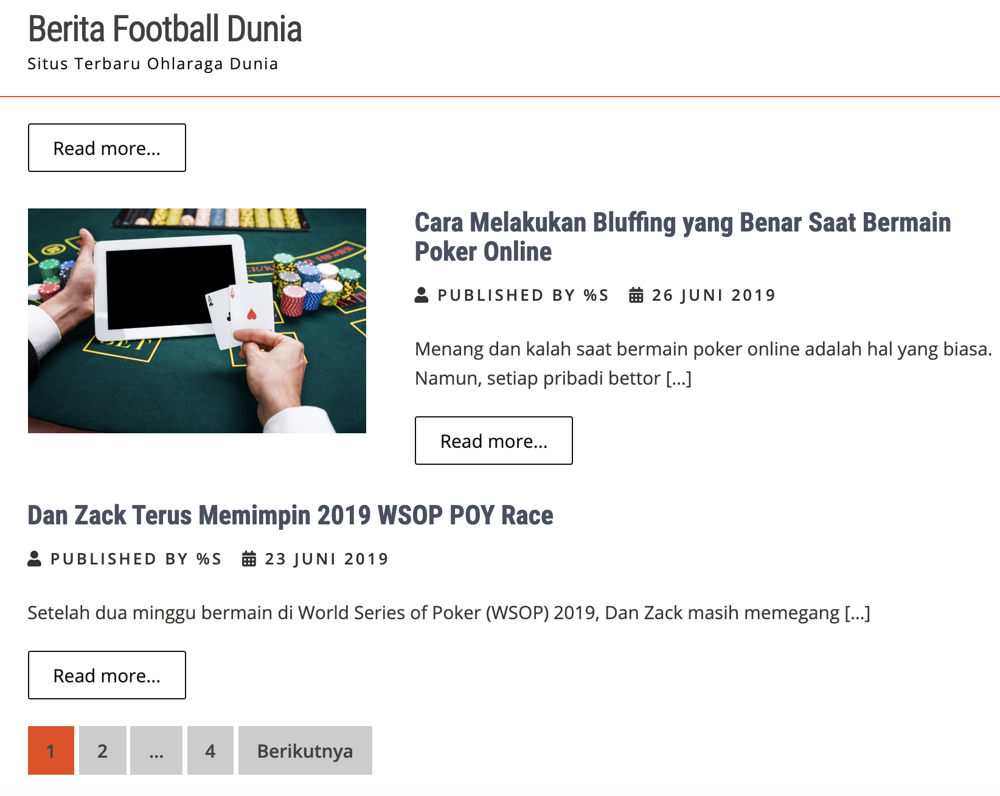 Berita Football Dunia
Situs Terbaru Ohlaraga Dunia
Read more...
Cara Melakukan Bluffing yang Benar Saat Bermain
Poker Online
PUBLISHED BY %S 26 JUNI 2019
Menang dan kalah saat bermain poker online adalah hal yang biasa.
Namun, setiap pribadi bettor [...]
Read more...
Dan Zack Terus Memimpin 2019 WSOP POY Race
PUBLISHED BY %S 23 JUNI 2019
Setelah dua minggu bermain di World Series of Poker (WSOP) 2019, Dan Zack masih memegang [...]
Read more...
1 2 ... 4 Berikutnya